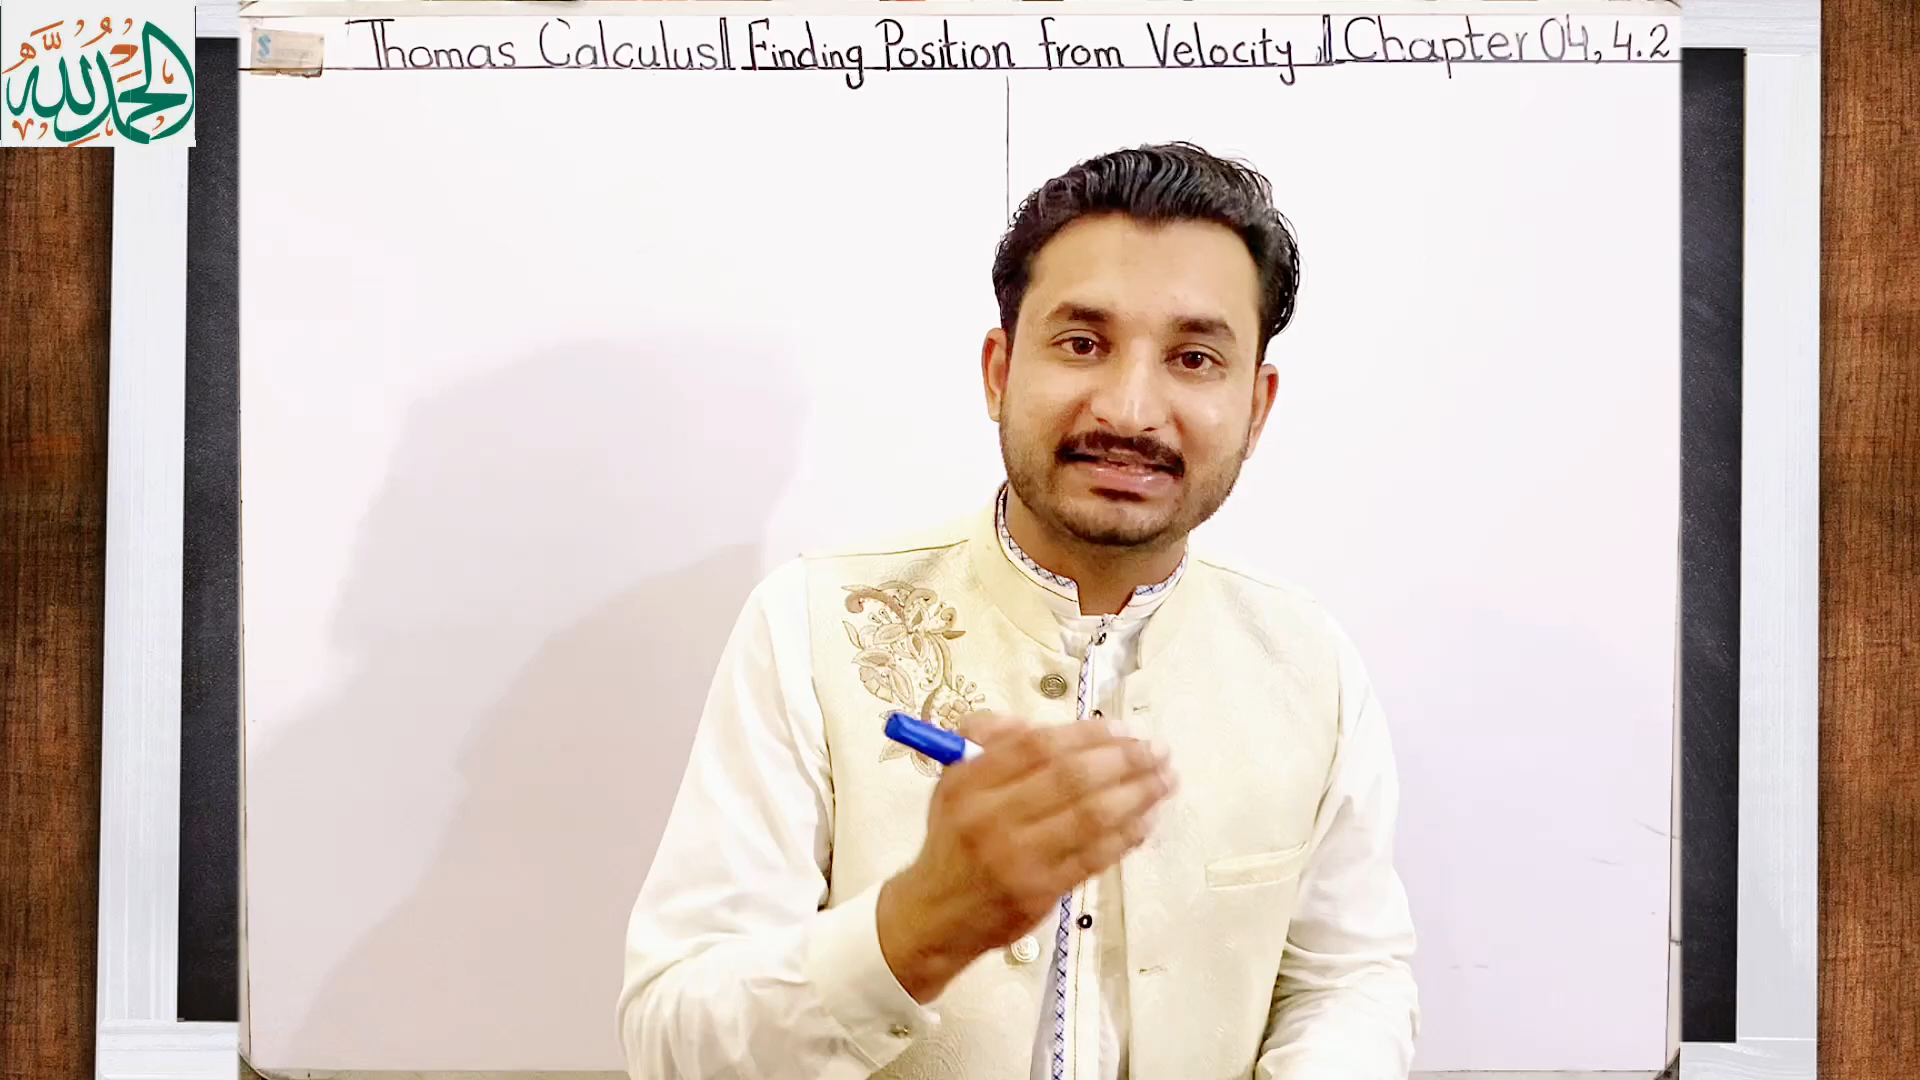 الحمد لله
Thomas Calculus || Finding Position from Velocity || Chapter 04, 4.2